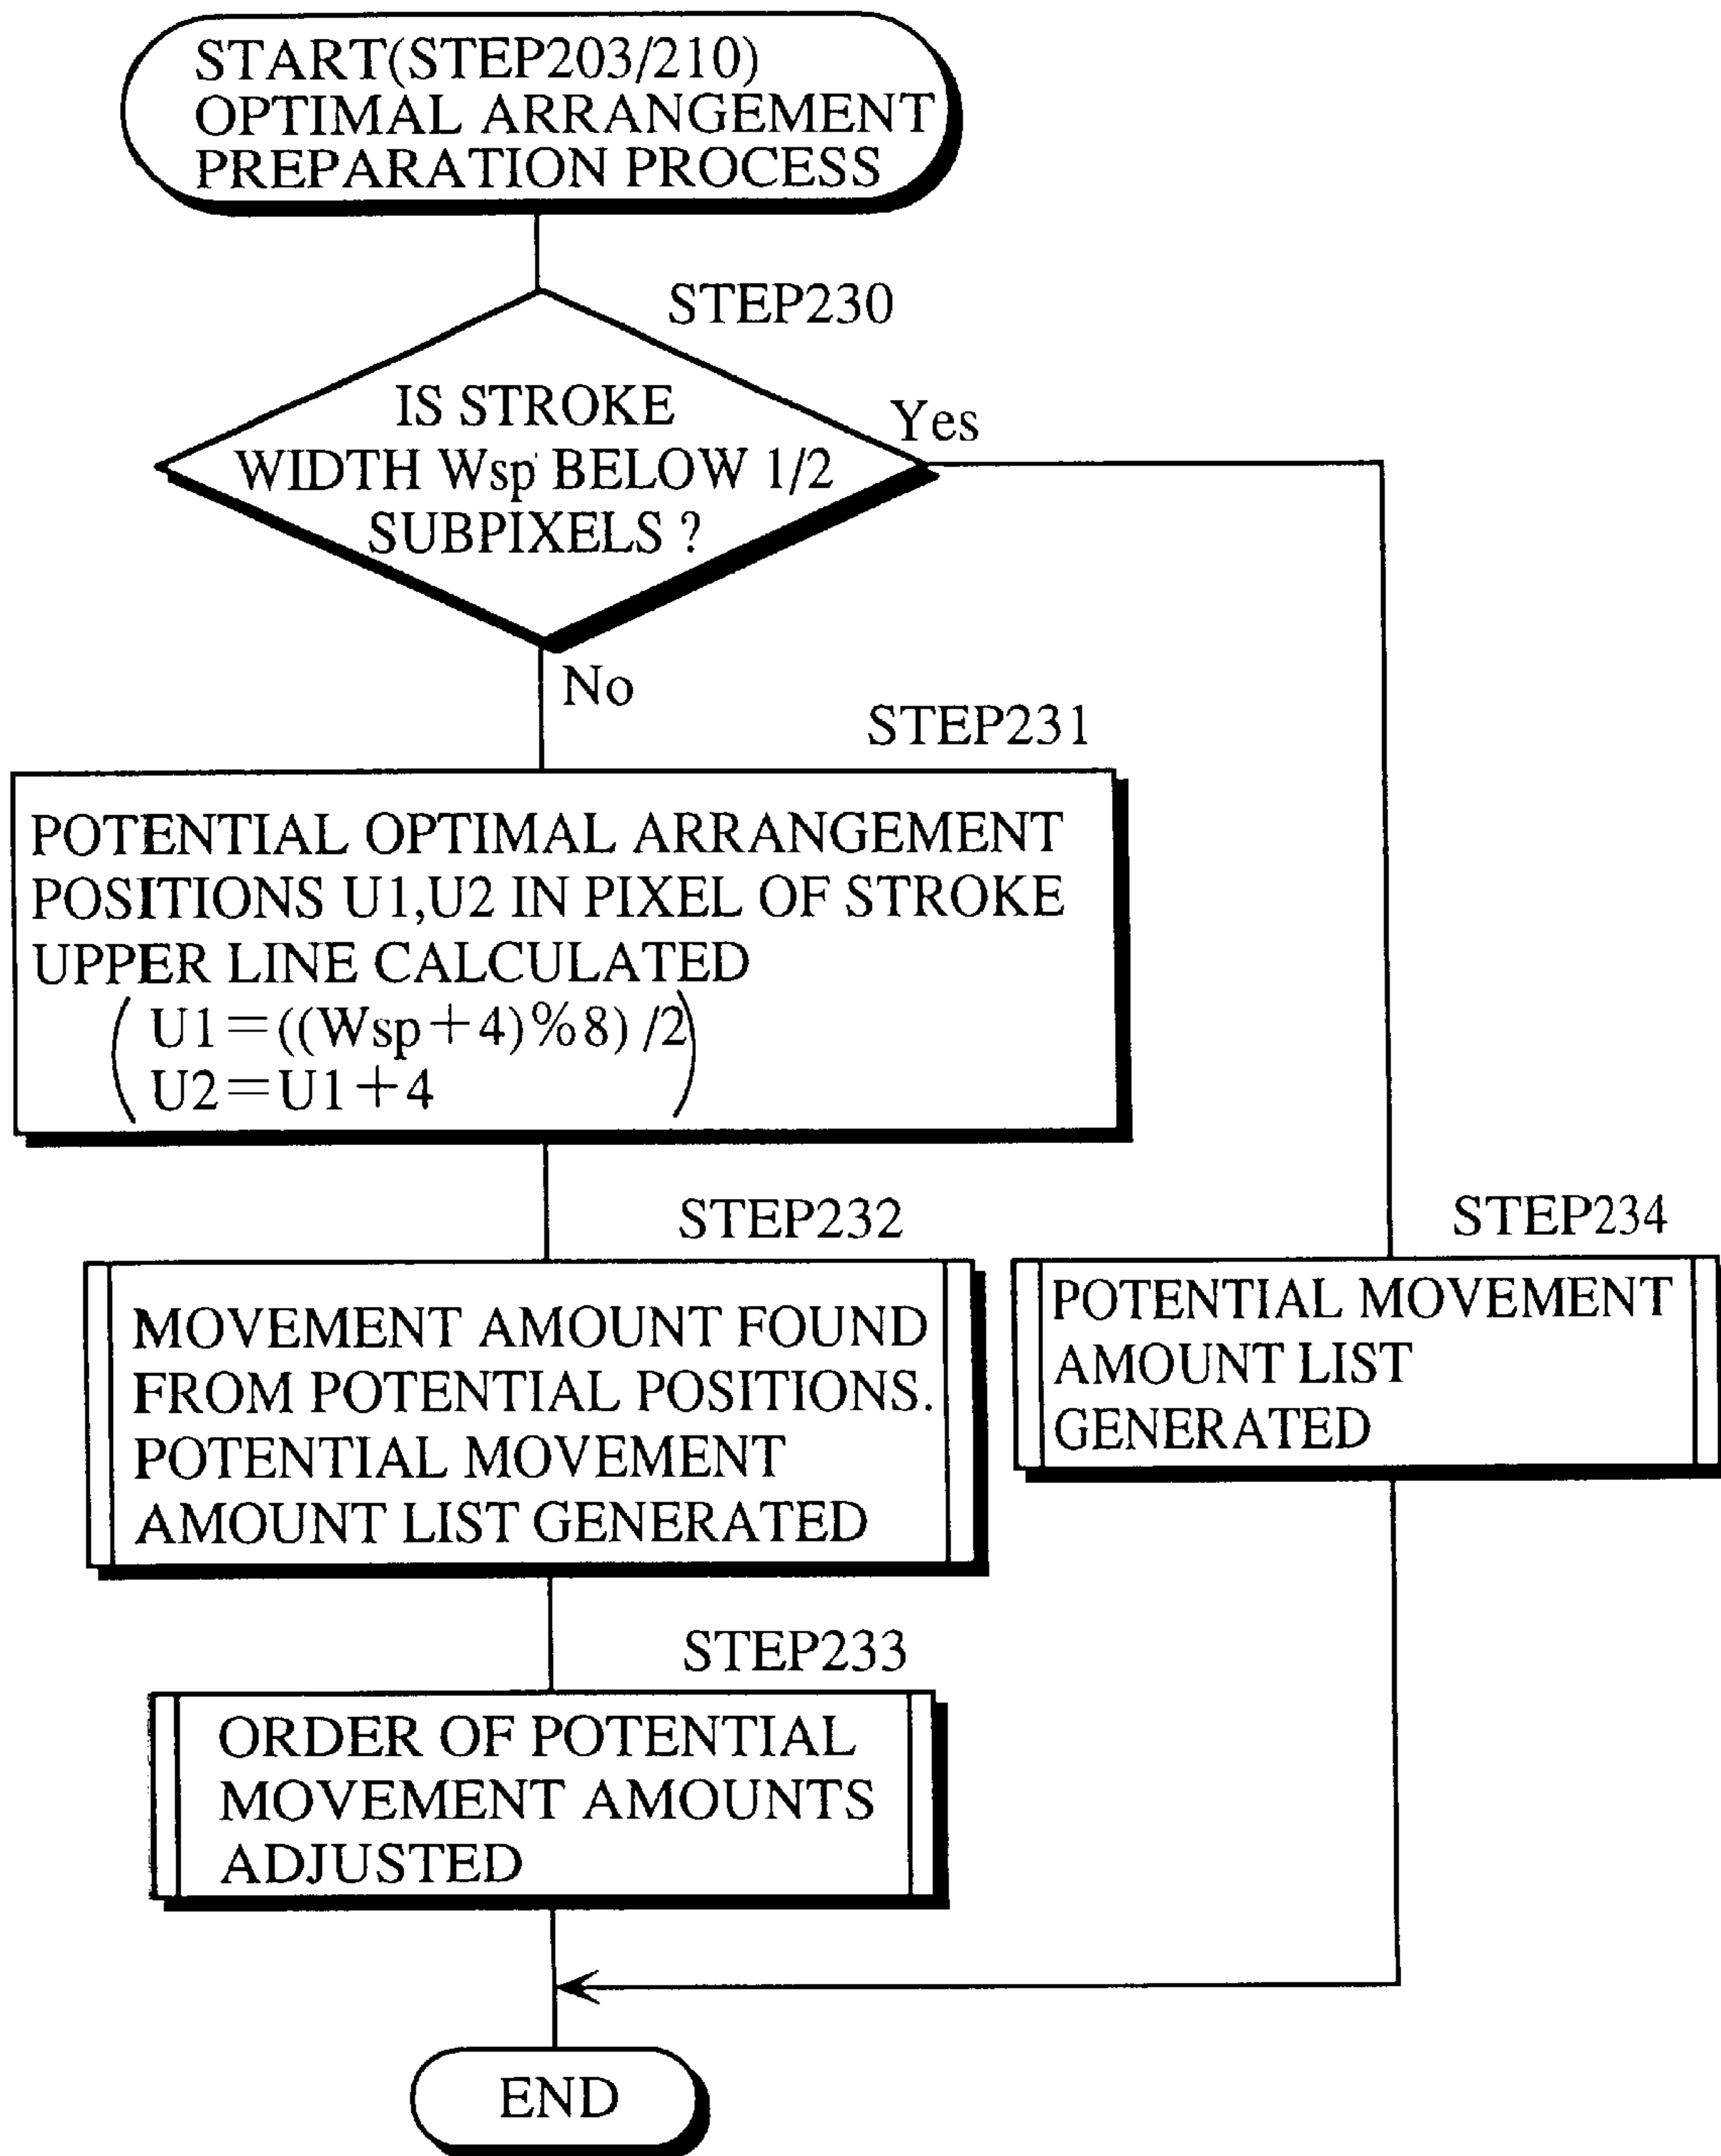 START(STEP203/210)
OPTIMAL ARRANGEMENT
PREPARATION PROCESS
STEP230
IS STROKE
WIDTH Wsp BELOW 1/2
SUBPIXELS ?
Yes
No
STEP231
POTENTIAL OPTIMAL ARRANGEMENT
POSITIONS U1,U2 IN PIXEL OF STROKE
UPPER LINE CALCULATED
( U1=((Wsp+4)%8) /2
U2=U1+4 )
STEP232
MOVEMENT AMOUNT FOUND
FROM POTENTIAL POSITIONS.
POTENTIAL MOVEMENT
AMOUNT LIST GENERATED
STEP234
POTENTIAL MOVEMENT
AMOUNT LIST
GENERATED
STEP233
ORDER OF POTENTIAL
MOVEMENT AMOUNTS
ADJUSTED
END